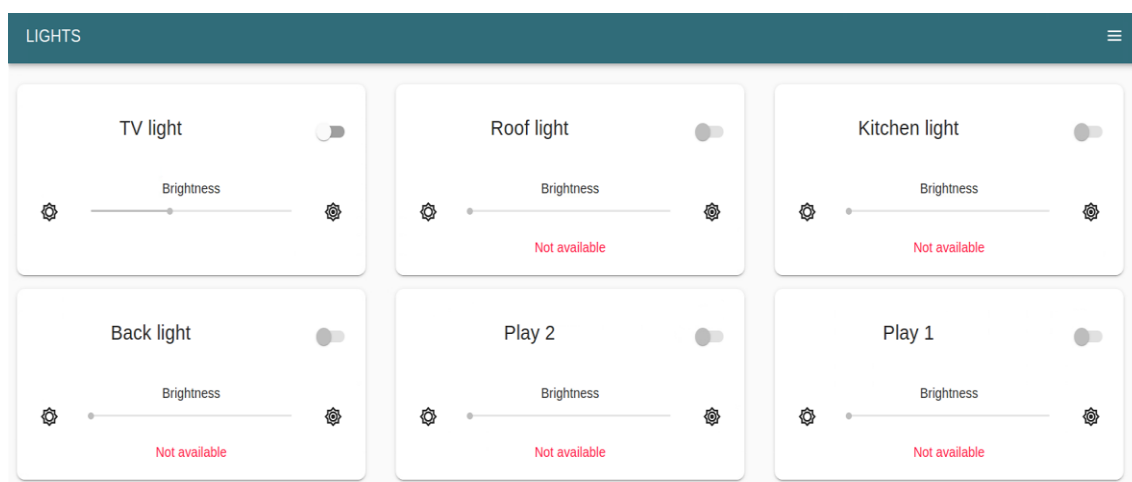 LIGHTS
TV light
Brightness
Roof light
Brightness
Not available
Kitchen light
Brightness
Not available
Back light
Brightness
Not available
Play 2
Brightness
Not available
Play 1
Brightness
Not available